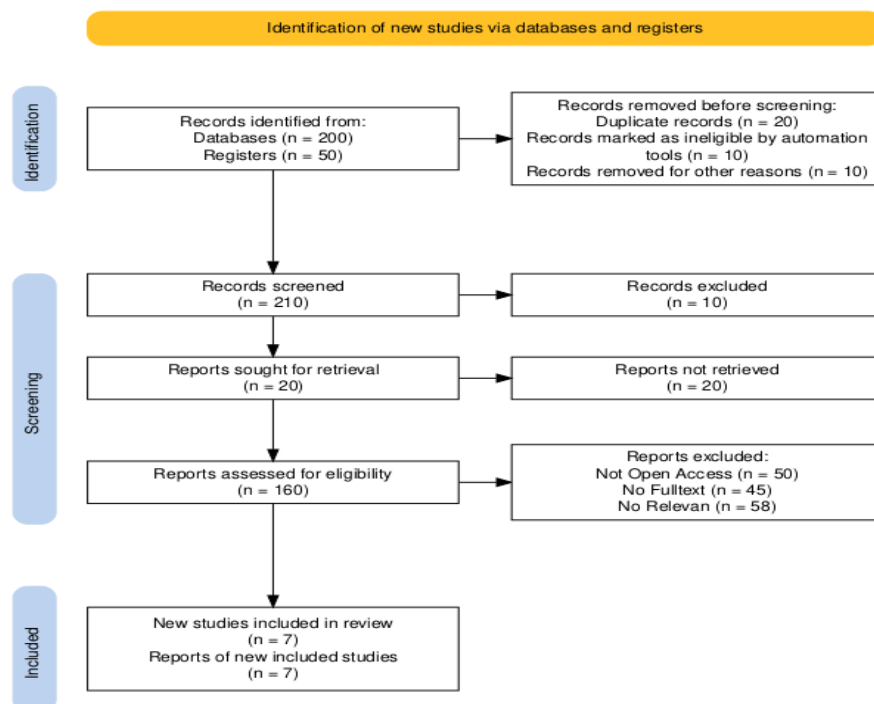 Identification of new studies via databases and registers
Identification
Records identified from:
Databases (n = 200)
Registers (n = 50)
Records removed before screening:
Duplicate records (n = 20)
Records marked as ineligible by automation
tools (n = 10)
Records removed for other reasons (n = 10)
Screening
Records screened
(n = 210)
Records excluded
(n = 10)
Reports sought for retrieval
(n = 20)
Reports not retrieved
(n = 20)
Reports assessed for eligibility
(n = 160)
Reports excluded:
Not Open Access (n = 50)
No Fulltext (n = 45)
No Relevan (n = 58)
Included
New studies included in review
(n = 7)
Reports of new included studies
(n = 7)